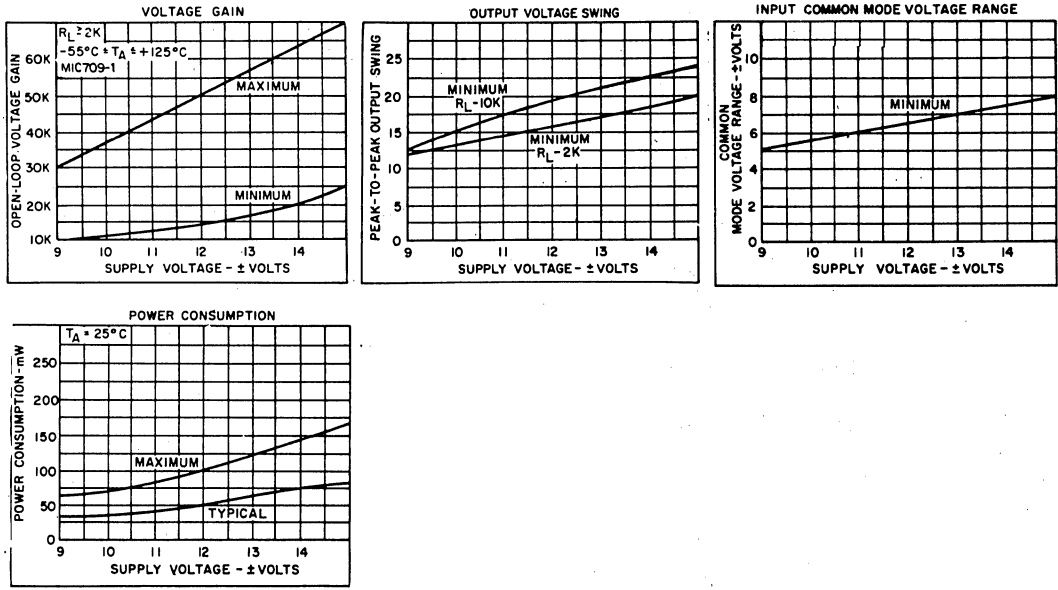 VOLTAGE GAIN
RL ≥ 2K
-55°C ≤ TA ≤ +125°C
MIC709-1
MAXIMUM
MINIMUM
OPEN-LOOP-VOLTAGE GAIN
60K
50K
40K
30K
20K
10K
9 10 11 12 13 14
SUPPLY VOLTAGE - ± VOLTS
OUTPUT VOLTAGE SWING
MINIMUM
RL-10K
MINIMUM
RL-2K
PEAK-TO-PEAK OUTPUT SWING
25
20
15
10
5
0
9 10 11 12 13 14
SUPPLY VOLTAGE - ± VOLTS
INPUT COMMON MODE VOLTAGE RANGE
MINIMUM
COMMON
MODE VOLTAGE RANGE - ±VOLTS
10
8
6
4
2
0
9 10 11 12 13 14
SUPPLY VOLTAGE - ± VOLTS
POWER CONSUMPTION
TA = 25°C
MAXIMUM
TYPICAL
POWER CONSUMPTION-mW
250
200
150
100
50
0
9 10 11 12 13 14
SUPPLY VOLTAGE - ± VOLTS